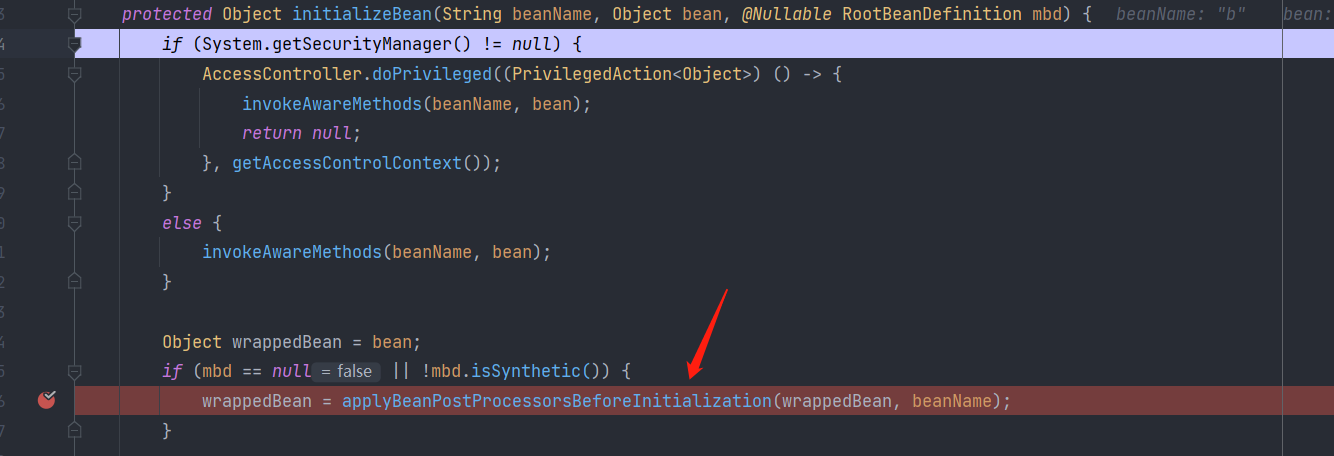 3 protected Object initializeBean(String beanName, Object bean, @Nullable RootBeanDefinition mbd) { beanName: "b" bean:
4 if (System.getSecurityManager() != null) {
5 AccessController.doPrivileged((PrivilegedAction<Object>) () -> {
6 invokeAwareMethods(beanName, bean);
7 return null;
8 }, getAccessControlContext());
9 }
0 else {
1 invokeAwareMethods(beanName, bean);
2 }
3
4 Object wrappedBean = bean;
5 if (mbd == null = false || !mbd.isSynthetic()) {
6 wrappedBean = applyBeanPostProcessorsBeforeInitialization(wrappedBean, beanName);
7 }